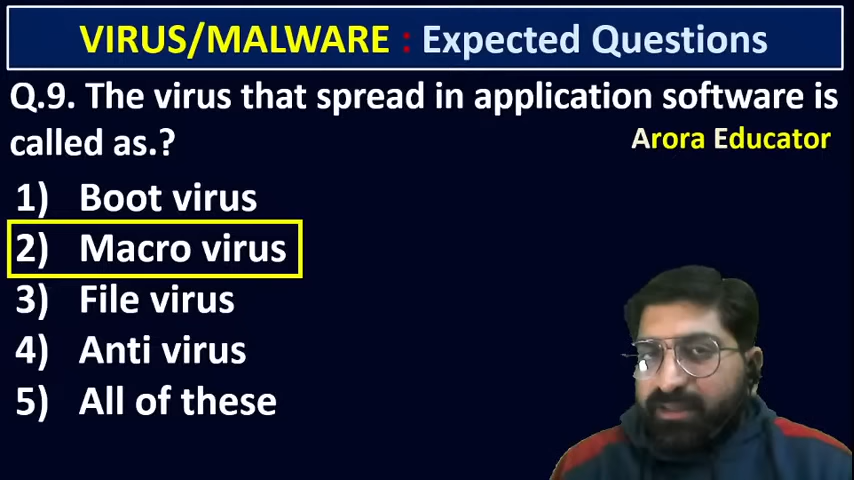 VIRUS/MALWARE : Expected Questions
Q.9. The virus that spread in application software is
called as.?
Arora Educator
1) Boot virus
2) Macro virus
3) File virus
4) Anti virus
5) All of these